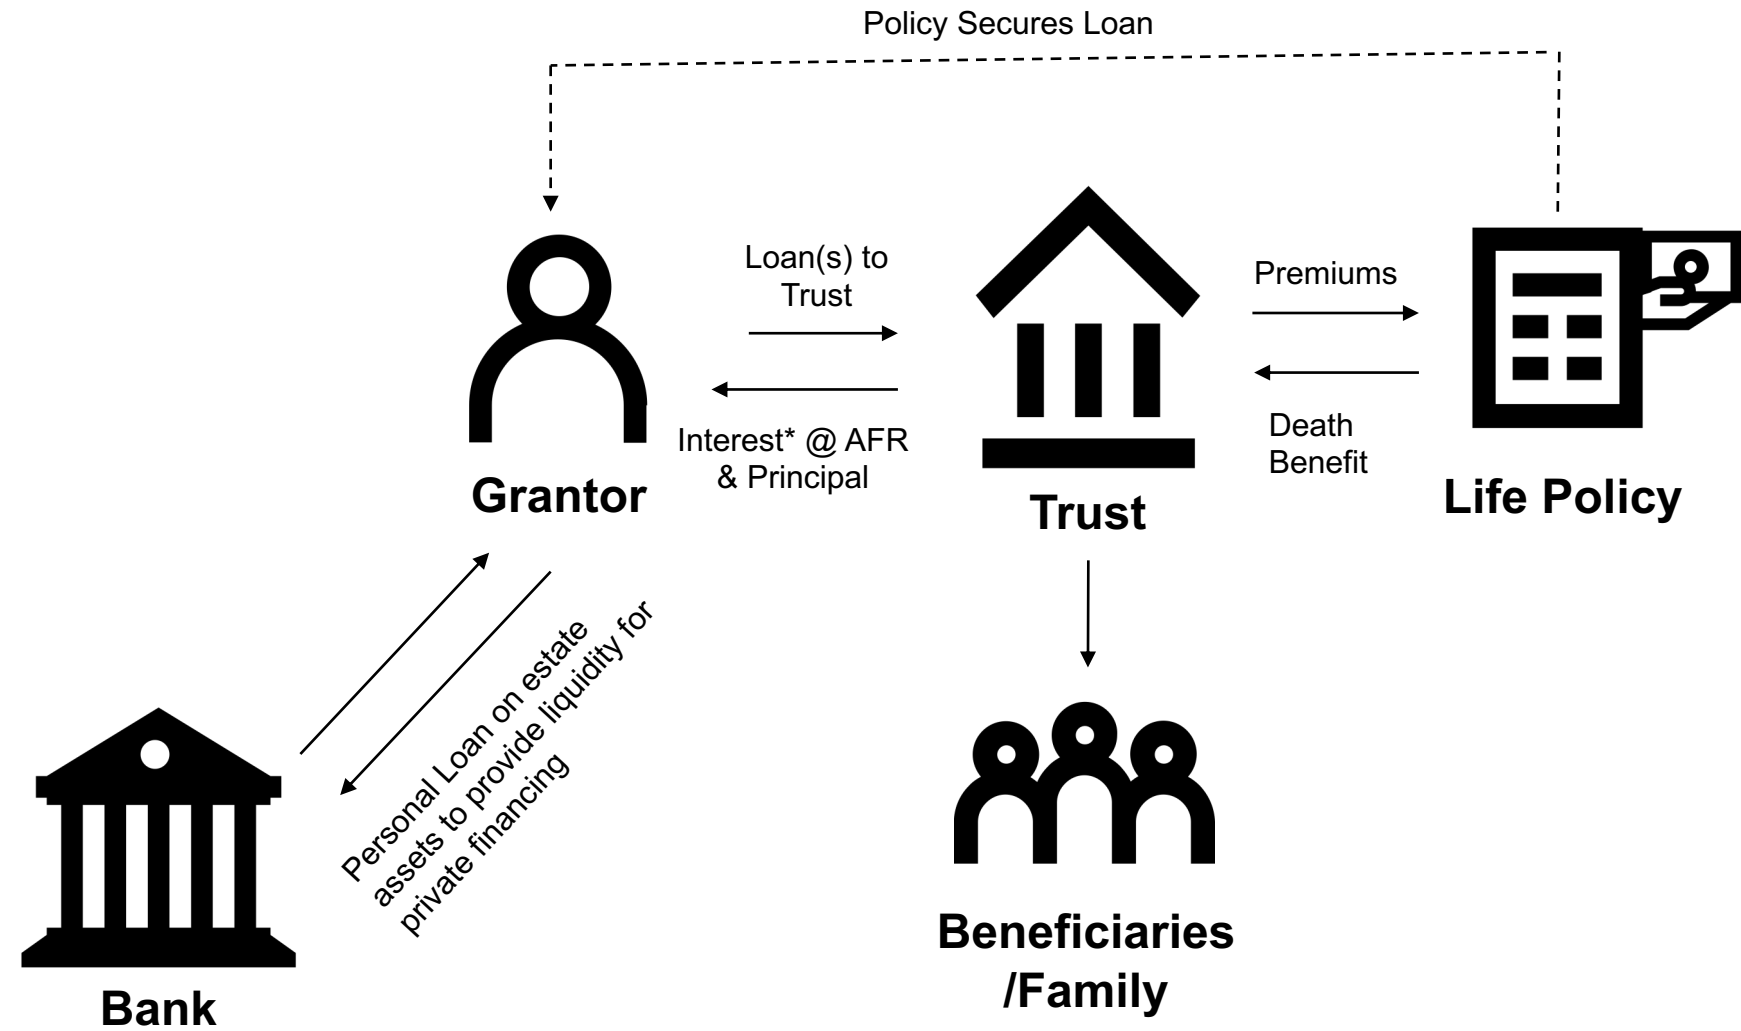 Policy Secures Loan
Loan(s) to
Trust
Premiums
Interest* @ AFR
& Principal
Death
Benefit
Grantor
Trust
Life Policy
Personal Loan on estate
assets to provide liquidity for
private financing
Beneficiaries
/Family
Bank